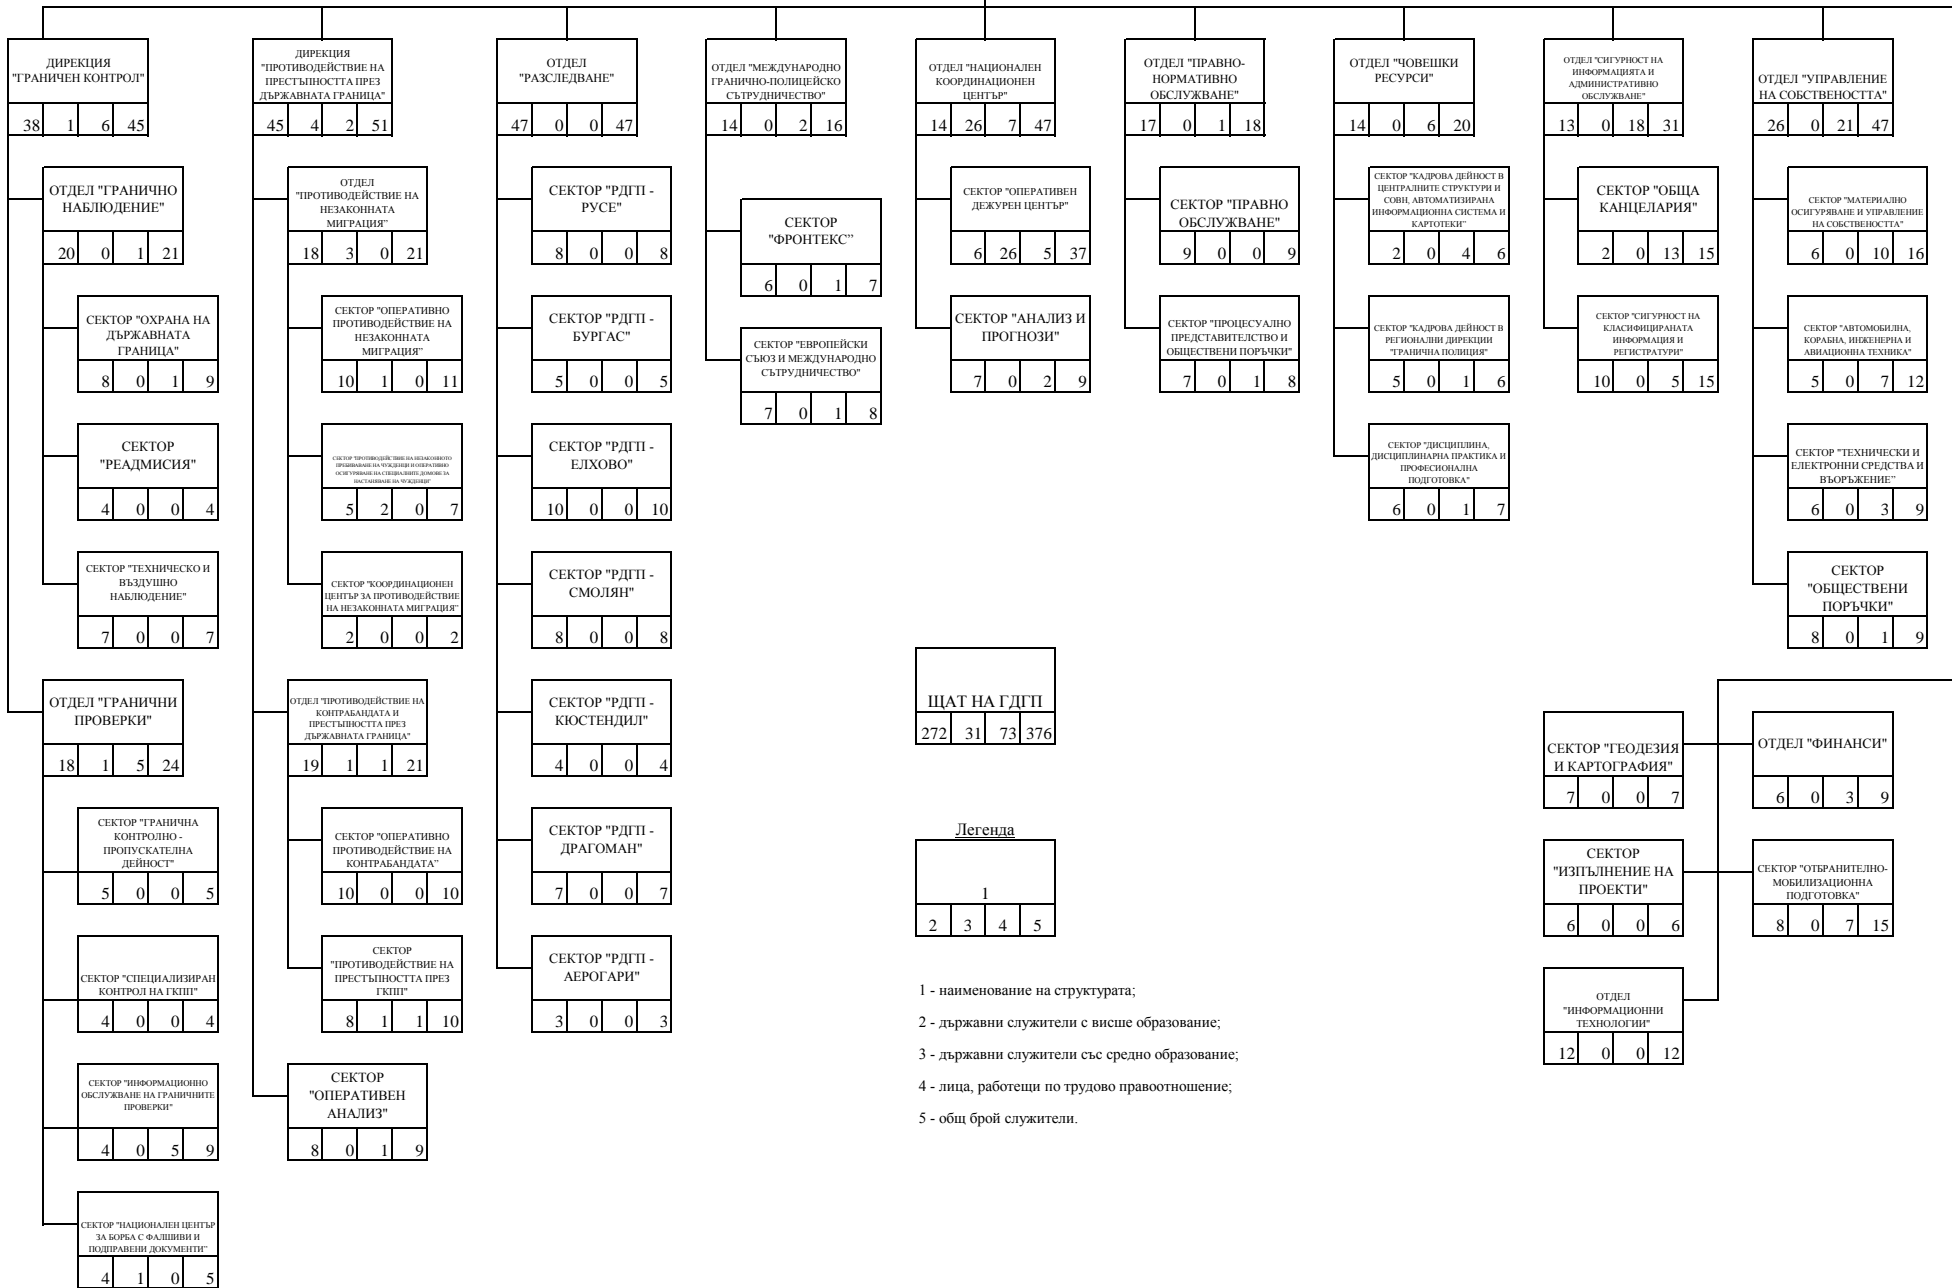 ДИРЕКЦИЯ
"ГРАНИЧЕН КОНТРОЛ"
38 1 6 45
ОТДЕЛ "ГРАНИЧНО
НАБЛЮДЕНИЕ"
20 0 1 21
СЕКТОР "ОХРАНА НА
ДЪРЖАВНАТА
ГРАНИЦА"
8 0 1 9
СЕКТОР
"РЕАДМИСИЯ"
4 0 0 4
СЕКТОР "ТЕХНИЧЕСКО И
ВЪЗДУШНО
НАБЛЮДЕНИЕ"
7 0 0 7
ОТДЕЛ "ГРАНИЧНИ
ПРОВЕРКИ"
18 1 5 24
СЕКТОР "ГРАНИЧНА
КОНТРОЛНО -
ПРОПУСКАТЕЛНА
ДЕЙНОСТ"
5 0 0 5
СЕКТОР "СПЕЦИАЛИЗИРАН
КОНТРОЛ НА ГКПП"
4 0 0 4
СЕКТОР "ИНФОРМАЦИОННО
ОБСЛУЖВАНЕ НА ГРАНИЧНИТЕ
ПРОВЕРКИ"
4 0 5 9
СЕКТОР "НАЦИОНАЛЕН ЦЕНТЪР
ЗА БОРБА С ФАЛШИВИ И
ПОДПРАВЕНИ ДОКУМЕНТИ"
4 1 0 5
ДИРЕКЦИЯ
"ПРОТИВОДЕЙСТВИЕ НА
ПРЕСТЪПНОСТТА ПРЕЗ
ДЪРЖАВНАТА ГРАНИЦА"
45 4 2 51
ОТДЕЛ
"ПРОТИВОДЕЙСТВИЕ НА
НЕЗАКОННАТА
МИГРАЦИЯ"
18 3 0 21
СЕКТОР "ОПЕРАТИВНО
ПРОТИВОДЕЙСТВИЕ НА
НЕЗАКОННАТА
МИГРАЦИЯ"
10 1 0 11
СЕКТОР "ПРОТИВОДЕЙСТВИЕ НА НЕЗАКОННОТО
ПРЕБИВАВАНЕ НА ЧУЖДЕНЦИ И ОПЕРАТИВНО
ОСИГУРЯВАНЕ НА СПЕЦИАЛНИТЕ ДОМОВЕ ЗА
НАСТАНЯВАНЕ НА ЧУЖДЕНЦИ"
5 2 0 7
СЕКТОР "КООРДИНАЦИОНЕН
ЦЕНТЪР ЗА ПРОТИВОДЕЙСТВИЕ
НА НЕЗАКОННАТА МИГРАЦИЯ"
2 0 0 2
ОТДЕЛ "ПРОТИВОДЕЙСТВИЕ НА
КОНТРАБАНДАТА И
ПРЕСТЪПНОСТТА ПРЕЗ
ДЪРЖАВНАТА ГРАНИЦА"
19 1 1 21
СЕКТОР "ОПЕРАТИВНО
ПРОТИВОДЕЙСТВИЕ НА
КОНТРАБАНДАТА"
10 0 0 10
СЕКТОР
"ПРОТИВОДЕЙСТВИЕ НА
ПРЕСТЪПНОСТТА ПРЕЗ
ГКПП"
8 1 1 10
СЕКТОР
"ОПЕРАТИВЕН
АНАЛИЗ"
8 0 1 9
ОТДЕЛ
"РАЗСЛЕДВАНЕ"
47 0 0 47
СЕКТОР "РДГП -
РУСЕ"
8 0 0 8
СЕКТОР "РДГП -
БУРГАС"
5 0 0 5
СЕКТОР "РДГП -
ЕЛХОВО"
10 0 0 10
СЕКТОР "РДГП -
СМОЛЯН"
8 0 0 8
СЕКТОР "РДГП -
КЮСТЕНДИЛ"
4 0 0 4
СЕКТОР "РДГП -
ДРАГОМАН"
7 0 0 7
СЕКТОР "РДГП -
АЕРОГАРИ"
3 0 0 3
ОТДЕЛ "МЕЖДУНАРОДНО
ГРАНИЧНО-ПОЛИЦЕЙСКО
СЪТРУДНИЧЕСТВО"
14 0 2 16
СЕКТОР
"ФРОНТЕКС"
6 0 1 7
СЕКТОР "ЕВРОПЕЙСКИ
СЪЮЗ И МЕЖДУНАРОДНО
СЪТРУДНИЧЕСТВО"
7 0 1 8
ОТДЕЛ "НАЦИОНАЛЕН
КООРДИНАЦИОНЕН
ЦЕНТЪР"
14 26 7 47
СЕКТОР "ОПЕРАТИВЕН
ДЕЖУРЕН ЦЕНТЪР"
6 26 5 37
СЕКТОР "АНАЛИЗ И
ПРОГНОЗИ"
7 0 2 9
ЩАТ НА ГДГП
272 31 73 376
Легенда
1
2 3 4 5
1 - наименование на структурата;
2 - държавни служители с висше образование;
3 - държавни служители със средно образование;
4 - лица, работещи по трудово правоотношение;
5 - общ брой служители.
ОТДЕЛ "ПРАВНО-
НОРМАТИВНО
ОБСЛУЖВАНЕ"
17 0 1 18
СЕКТОР "ПРАВНО
ОБСЛУЖВАНЕ"
9 0 0 9
СЕКТОР "ПРОЦЕСУАЛНО
ПРЕДСТАВИТЕЛСТВО И
ОБЩЕСТВЕНИ ПОРЪЧКИ"
7 0 1 8
ОТДЕЛ "ЧОВЕШКИ
РЕСУРСИ"
14 0 6 20
СЕКТОР "КАДРОВА ДЕЙНОСТ В
ЦЕНТРАЛНИТЕ СТРУКТУРИ И
СОВН, АВТОМАТИЗИРАНА
ИНФОРМАЦИОННА СИСТЕМА И
КАРТОТЕКИ"
2 0 4 6
СЕКТОР "КАДРОВА ДЕЙНОСТ В
РЕГИОНАЛНИ ДИРЕКЦИИ
"ГРАНИЧНА ПОЛИЦИЯ"
5 0 1 6
СЕКТОР "ДИСЦИПЛИНА,
ДИСЦИПЛИНАРНА ПРАКТИКА И
ПРОФЕСИОНАЛНА
ПОДГОТОВКА"
6 0 1 7
ОТДЕЛ "СИГУРНОСТ НА
ИНФОРМАЦИЯТА И
АДМИНИСТРАТИВНО
ОБСЛУЖВАНЕ"
13 0 18 31
СЕКТОР "ОБЩА
КАНЦЕЛАРИЯ"
2 0 13 15
СЕКТОР "СИГУРНОСТ НА
КЛАСИФИЦИРАНАТА
ИНФОРМАЦИЯ И
РЕГИСТРАТУРИ"
10 0 5 15
ОТДЕЛ "УПРАВЛЕНИЕ
НА СОБСТВЕНОСТТА"
26 0 21 47
СЕКТОР "МАТЕРИАЛНО
ОСИГУРЯВАНЕ И УПРАВЛЕНИЕ
НА СОБСТВЕНОСТТА"
6 0 10 16
СЕКТОР "АВТОМОБИЛНА,
КОРАБНА, ИНЖЕНЕРНА И
АВИАЦИОННА ТЕХНИКА"
5 0 7 12
СЕКТОР "ТЕХНИЧЕСКИ И
ЕЛЕКТРОННИ СРЕДСТВА И
ВЪОРЪЖЕНИЕ"
6 0 3 9
СЕКТОР
"ОБЩЕСТВЕНИ
ПОРЪЧКИ"
8 0 1 9
СЕКТОР "ГЕОДЕЗИЯ
И КАРТОГРАФИЯ"
7 0 0 7
ОТДЕЛ "ФИНАНСИ"
6 0 3 9
СЕКТОР
"ИЗПЪЛНЕНИЕ НА
ПРОЕКТИ"
6 0 0 6
СЕКТОР "ОТБРАНИТЕЛНО-
МОБИЛИЗАЦИОННА
ПОДГОТОВКА"
8 0 7 15
ОТДЕЛ
"ИНФОРМАЦИОННИ
ТЕХНОЛОГИИ"
12 0 0 12